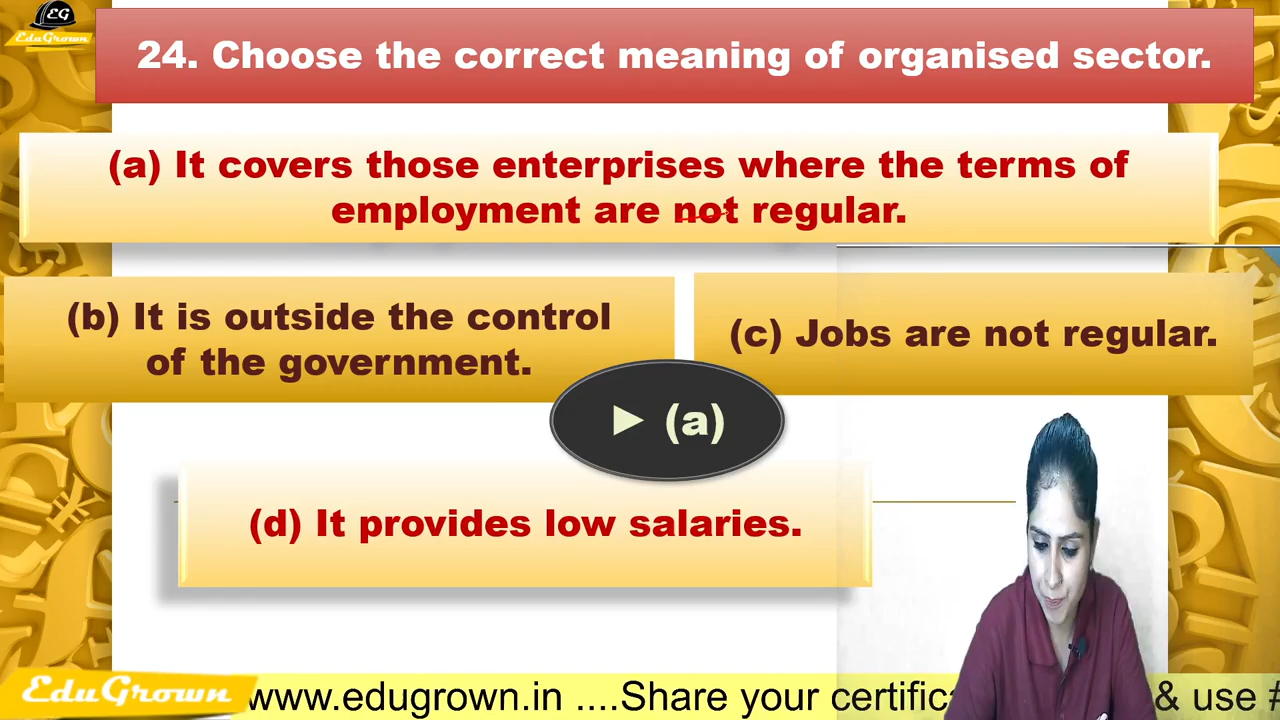 EG
EduGrown
24. Choose the correct meaning of organised sector.
(a) It covers those enterprises where the terms of
employment are not regular.
(b) It is outside the control
of the government.
(c) Jobs are not regular.
► (a)
(d) It provides low salaries.
EduGrown
www.edugrown.in ....Share your certifica
& use #